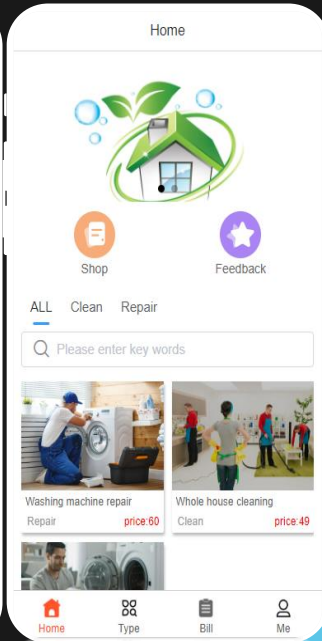 Home
Shop
Feedback
ALL Clean Repair
Please enter key words
Washing machine repair
Whole house cleaning
Repair price:60
Clean price:49
Home Type Bill Me